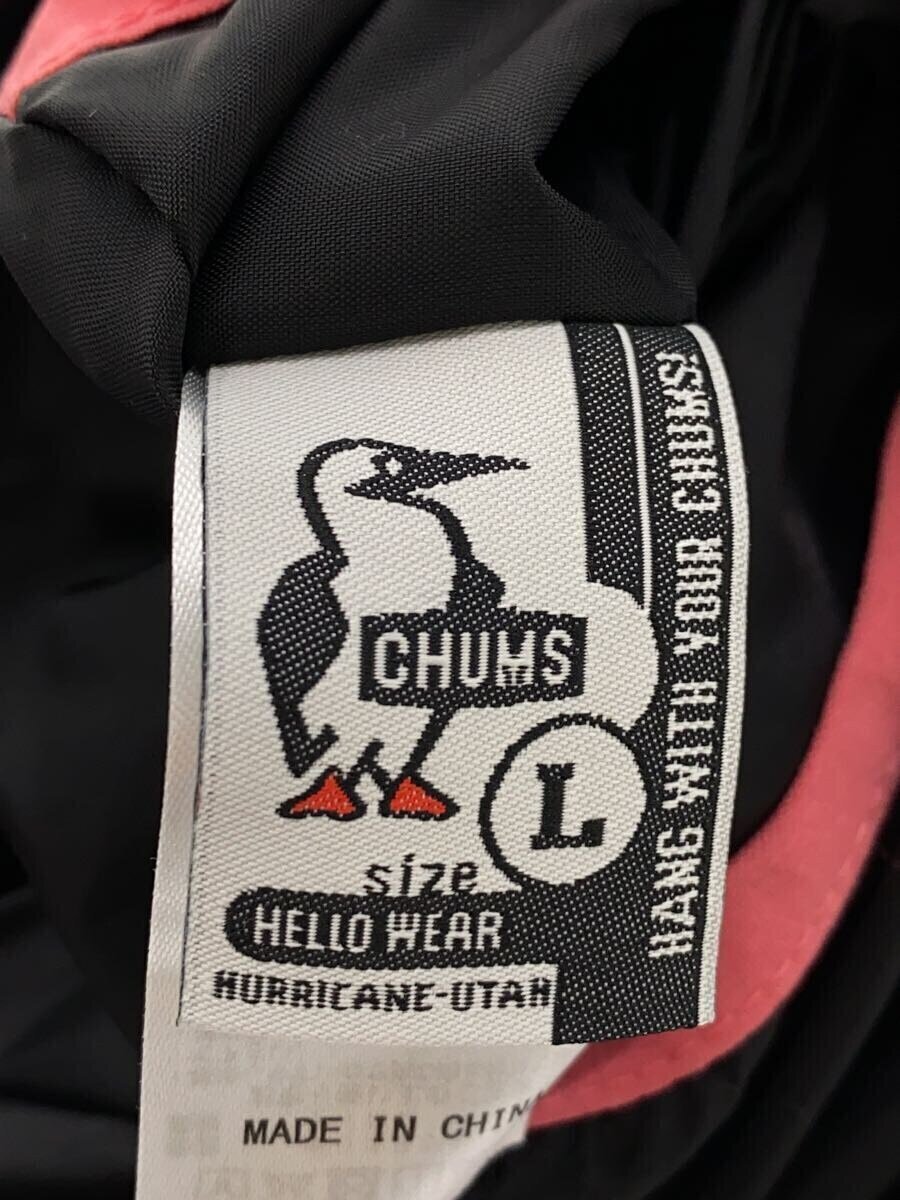 CHUMS
L
size
HELLO WEAR
HURRICANE-UTAH
HANG WITH YOUR CHUMS!
MADE IN CHINA